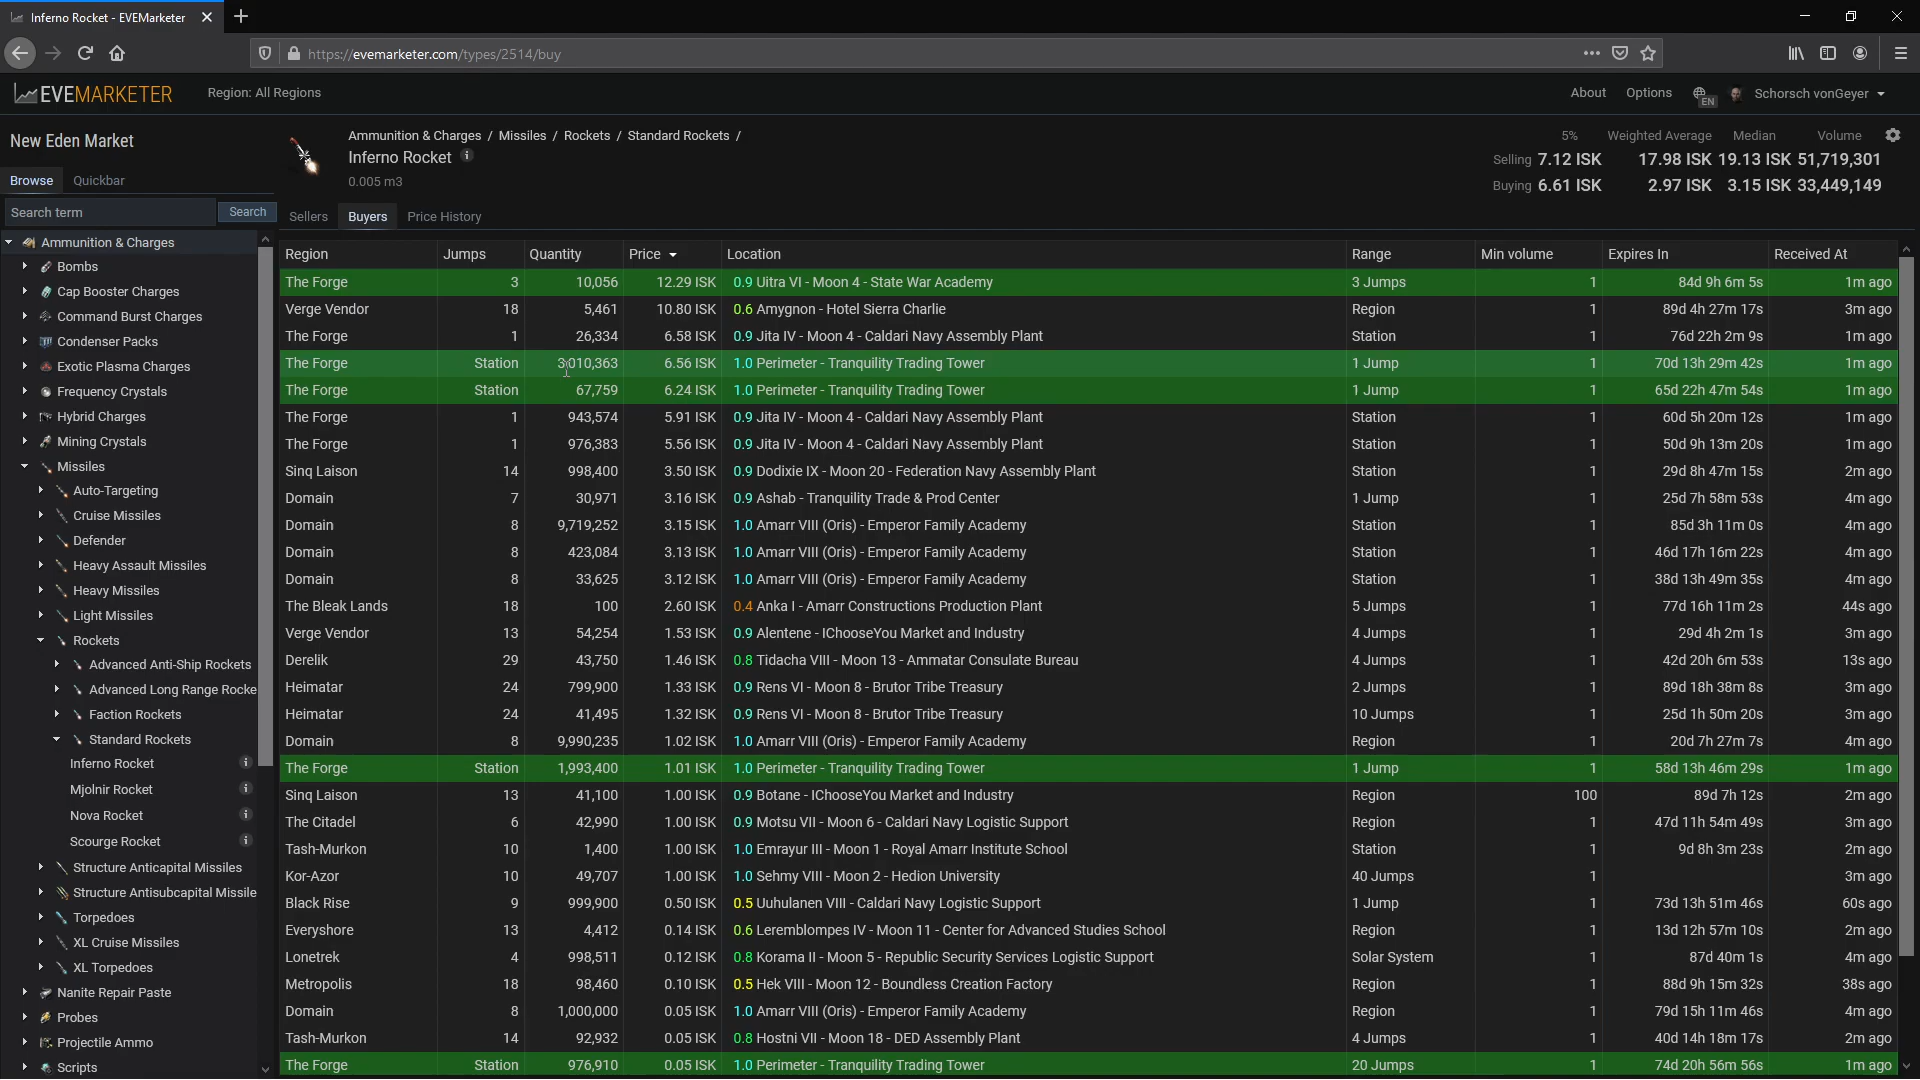 Inferno Rocket - EVEMarketer
https://evemarketer.com/types/2514/buy
EVEMARKETER Region: All Regions About Options EN Schorsch vonGeyer
New Eden Market
Browse Quickbar
Search term Search
Ammunition & Charges / Missiles / Rockets / Standard Rockets /
Inferno Rocket
0.005 m3
5% Weighted Average Median Volume
Selling 7.12 ISK 17.98 ISK 19.13 ISK 51,719,301
Buying 6.61 ISK 2.97 ISK 3.15 ISK 33,449,149
Sellers Buyers Price History
Ammunition & Charges
Bombs
Cap Booster Charges
Command Burst Charges
Condenser Packs
Exotic Plasma Charges
Frequency Crystals
Hybrid Charges
Mining Crystals
Missiles
Auto-Targeting
Cruise Missiles
Defender
Heavy Assault Missiles
Heavy Missiles
Light Missiles
Rockets
Advanced Anti-Ship Rockets
Advanced Long Range Rocke
Faction Rockets
Standard Rockets
Inferno Rocket
Mjolnir Rocket
Nova Rocket
Scourge Rocket
Structure Anticapital Missiles
Structure Antisubcapital Missile
Torpedoes
XL Cruise Missiles
XL Torpedoes
Nanite Repair Paste
Probes
Projectile Ammo
Scripts
Region Jumps Quantity Price Location Range Min volume Expires In Received At
The Forge 3 10,056 12.29 ISK 0.9 Uitra VI - Moon 4 - State War Academy 3 Jumps 1 84d 9h 6m 5s 1m ago
Verge Vendor 18 5,461 10.80 ISK 0.6 Amygnon - Hotel Sierra Charlie Region 1 89d 4h 27m 17s 3m ago
The Forge 1 26,334 6.58 ISK 0.9 Jita IV - Moon 4 - Caldari Navy Assembly Plant Station 1 76d 22h 2m 9s 1m ago
The Forge Station 3,010,363 6.56 ISK 1.0 Perimeter - Tranquility Trading Tower 1 Jump 1 70d 13h 29m 42s 1m ago
The Forge Station 67,759 6.24 ISK 1.0 Perimeter - Tranquility Trading Tower 1 Jump 1 65d 22h 47m 54s 1m ago
The Forge 1 943,574 5.91 ISK 0.9 Jita IV - Moon 4 - Caldari Navy Assembly Plant Station 1 60d 5h 20m 12s 1m ago
The Forge 1 976,383 5.56 ISK 0.9 Jita IV - Moon 4 - Caldari Navy Assembly Plant Station 1 50d 9h 13m 20s 1m ago
Sinq Laison 14 998,400 3.50 ISK 0.9 Dodixie IX - Moon 20 - Federation Navy Assembly Plant Station 1 29d 8h 47m 15s 2m ago
Domain 7 30,971 3.16 ISK 0.9 Ashab - Tranquility Trade & Prod Center 1 Jump 1 25d 7h 58m 53s 4m ago
Domain 8 9,719,252 3.15 ISK 1.0 Amarr VIII (Oris) - Emperor Family Academy Station 1 85d 3h 11m 0s 4m ago
Domain 8 423,084 3.13 ISK 1.0 Amarr VIII (Oris) - Emperor Family Academy Station 1 46d 17h 16m 22s 4m ago
Domain 8 33,625 3.12 ISK 1.0 Amarr VIII (Oris) - Emperor Family Academy Station 1 38d 13h 49m 35s 4m ago
The Bleak Lands 18 100 2.60 ISK 0.4 Anka I - Amarr Constructions Production Plant 5 Jumps 1 77d 16h 11m 2s 44s ago
Verge Vendor 13 54,254 1.53 ISK 0.9 Alentene - IChooseYou Market and Industry 4 Jumps 1 29d 4h 2m 1s 3m ago
Derelik 29 43,750 1.46 ISK 0.8 Tidacha VIII - Moon 13 - Ammatar Consulate Bureau 4 Jumps 1 42d 20h 6m 53s 13s ago
Heimatar 24 799,900 1.33 ISK 0.9 Rens VI - Moon 8 - Brutor Tribe Treasury 2 Jumps 1 89d 18h 38m 8s 3m ago
Heimatar 24 41,495 1.32 ISK 0.9 Rens VI - Moon 8 - Brutor Tribe Treasury 10 Jumps 1 25d 1h 50m 20s 3m ago
Domain 8 9,990,235 1.02 ISK 1.0 Amarr VIII (Oris) - Emperor Family Academy Region 1 20d 7h 27m 7s 4m ago
The Forge Station 1,993,400 1.01 ISK 1.0 Perimeter - Tranquility Trading Tower 1 Jump 1 58d 13h 46m 29s 1m ago
Sinq Laison 13 41,100 1.00 ISK 0.9 Botane - IChooseYou Market and Industry Region 100 89d 7h 12s 2m ago
The Citadel 6 42,990 1.00 ISK 0.9 Motsu VII - Moon 6 - Caldari Navy Logistic Support Region 1 47d 11h 54m 49s 3m ago
Tash-Murkon 10 1,400 1.00 ISK 1.0 Emrayur III - Moon 1 - Royal Amarr Institute School Station 1 9d 8h 3m 23s 2m ago
Kor-Azor 10 49,707 1.00 ISK 1.0 Sehmy VIII - Moon 2 - Hedion University 40 Jumps 1 3m ago
Black Rise 9 999,900 0.50 ISK 0.5 Uuhulanen VIII - Caldari Navy Logistic Support 1 Jump 1 73d 13h 51m 46s 60s ago
Everyshore 13 4,412 0.14 ISK 0.6 Leremblompes IV - Moon 11 - Center for Advanced Studies School Region 1 13d 12h 57m 10s 2m ago
Lonetrek 4 998,511 0.12 ISK 0.8 Korama II - Moon 5 - Republic Security Services Logistic Support Solar System 1 87d 40m 1s 4m ago
Metropolis 18 98,460 0.10 ISK 0.5 Hek VIII - Moon 12 - Boundless Creation Factory Region 1 88d 9h 15m 32s 38s ago
Domain 8 1,000,000 0.05 ISK 1.0 Amarr VIII (Oris) - Emperor Family Academy Region 1 79d 15h 11m 46s 4m ago
Tash-Murkon 14 92,932 0.05 ISK 0.8 Hostni VII - Moon 18 - DED Assembly Plant 4 Jumps 1 40d 14h 18m 17s 2m ago
The Forge Station 976,910 0.05 ISK 1.0 Perimeter - Tranquility Trading Tower 20 Jumps 1 74d 20h 56m 56s 1m ago